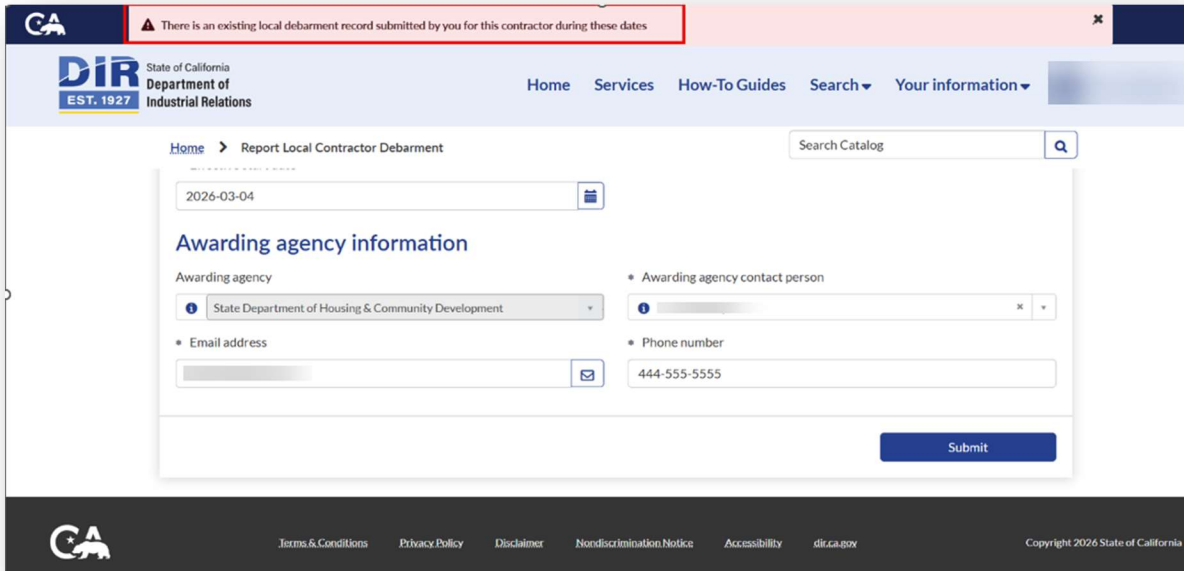 CA
There is an existing local debarment record submitted by you for this contractor during these dates
DIR
EST. 1927
State of California
Department of
Industrial Relations
Home Services How-To Guides Search Your information
Home > Report Local Contractor Debarment
Search Catalog
2026-03-04
Awarding agency information
Awarding agency
* Awarding agency contact person
State Department of Housing & Community Development
* Email address
* Phone number
444-555-5555
Submit
CA
Terms & Conditions Privacy Policy Disclaimer Nondiscrimination Notice Accessibility dir.ca.gov Copyright 2026 State of California